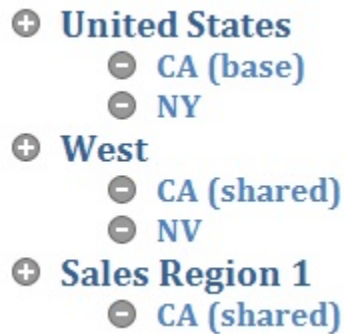 United States
CA (base)
NY
West
CA (shared)
NV
Sales Region 1
CA (shared)